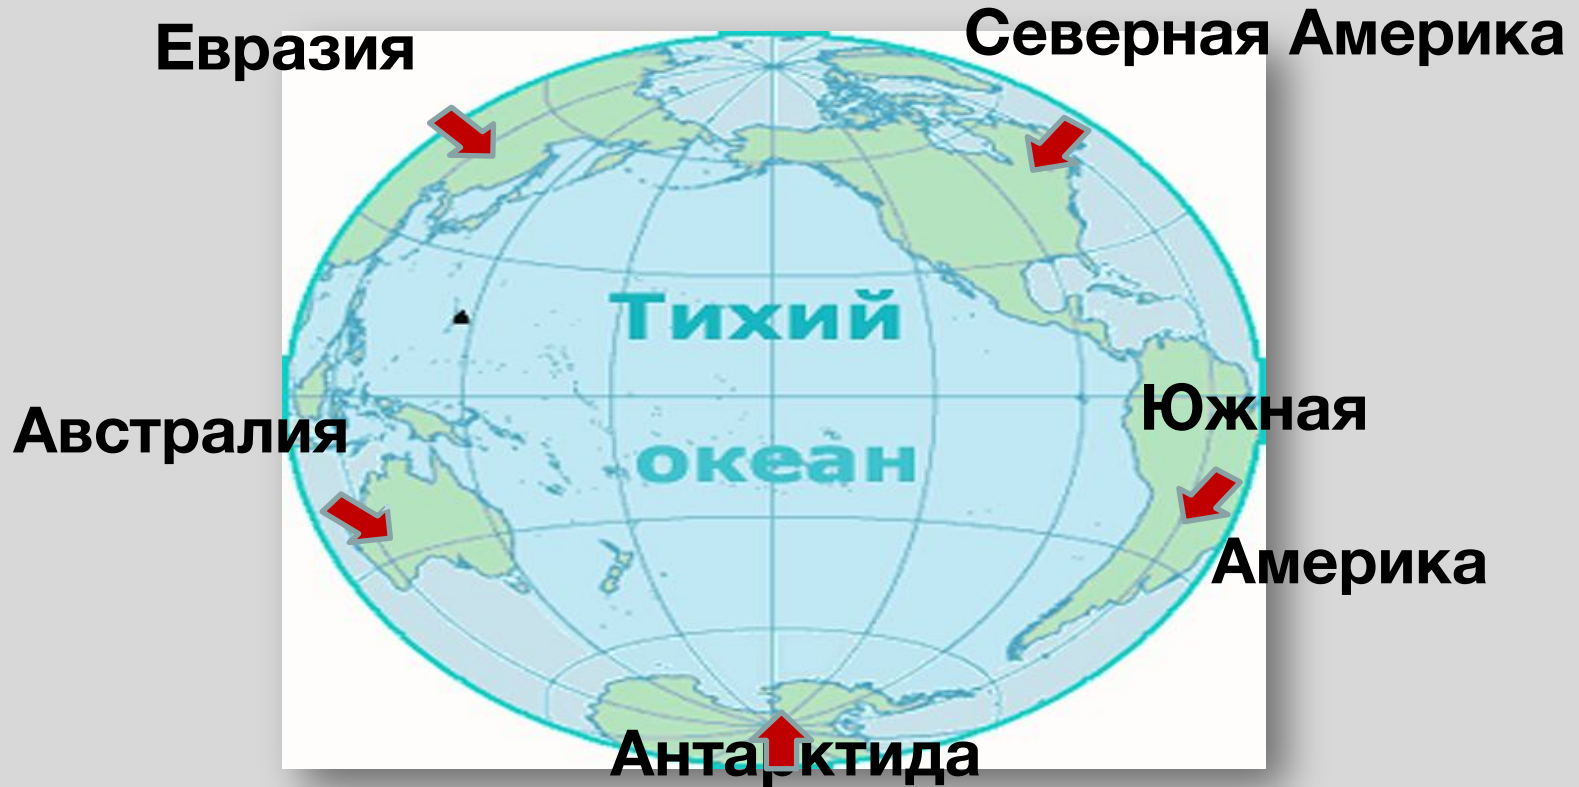 Евразия
Северная Америка
Тихий
океан
Австралия
Южная
Америка
Антарктида